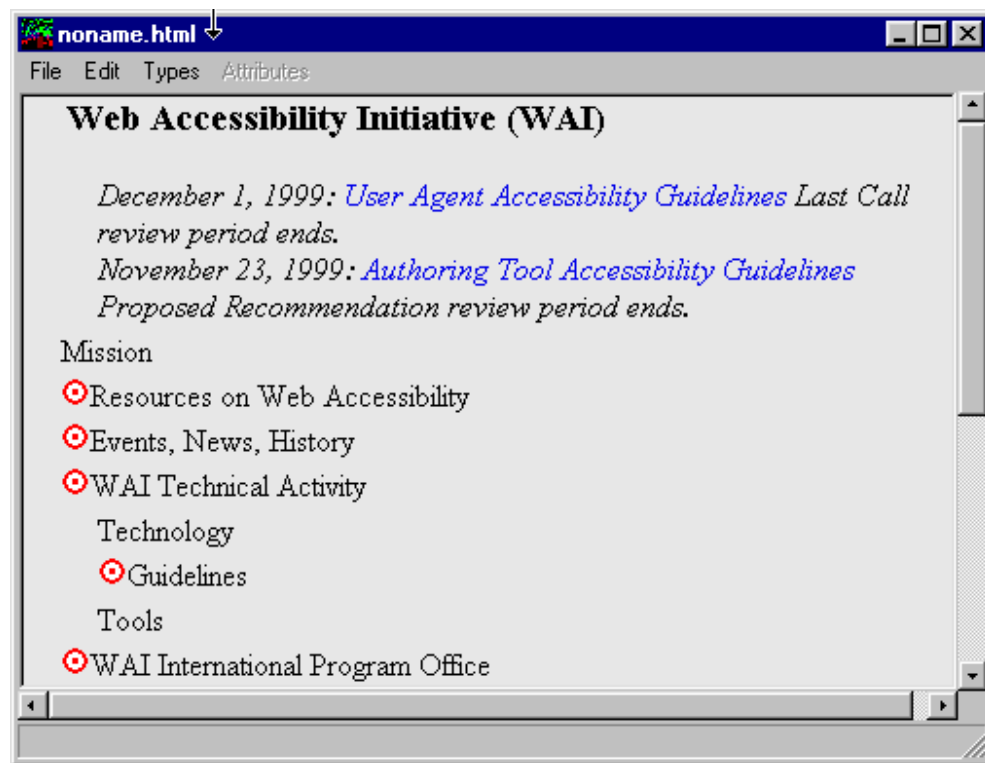 noname.html
File Edit Types Attributes
Web Accessibility Initiative (WAI)
December 1, 1999: User Agent Accessibility Guidelines Last Call
review period ends.
November 23, 1999: Authoring Tool Accessibility Guidelines
Proposed Recommendation review period ends.
Mission
Resources on Web Accessibility
Events, News, History
WAI Technical Activity
Technology
Guidelines
Tools
WAI International Program Office